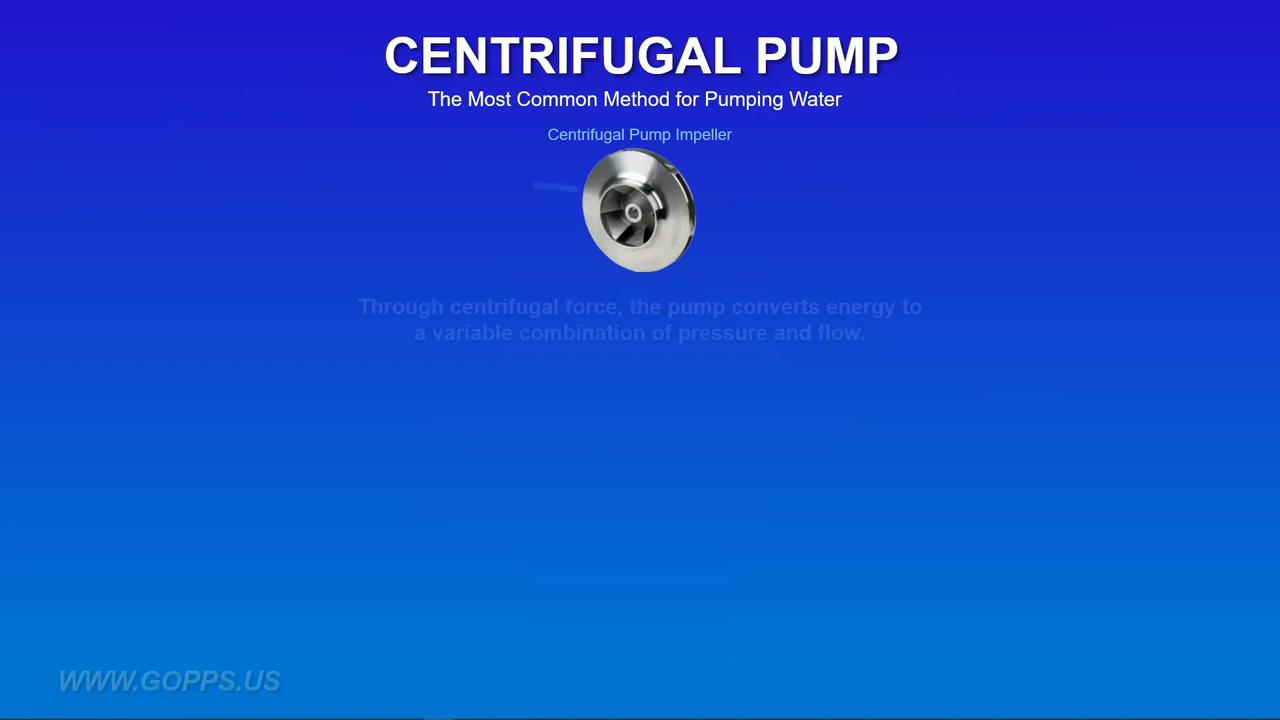 CENTRIFUGAL PUMP
The Most Common Method for Pumping Water
Centrifugal Pump Impeller
Through centrifugal force, the pump converts energy to
a variable combination of pressure and flow.
WWW.GOPPS.US